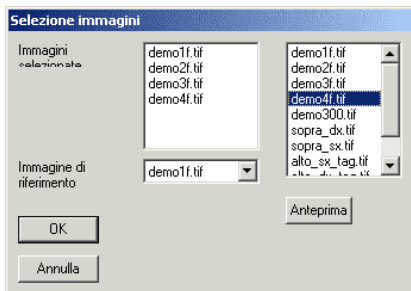 Selezione immagini
Immagini
selezionate
demo1f.tif
demo2f.tif
demo3f.tif
demo4f.tif
demo1f.tif
demo2f.tif
demo3f.tif
demo4f.tif
demo300.tif
sopra_dx.tif
sopra_sx.tif
alto_sx_tag.tif
Immagine di
riferimento
demo1f.tif
Anteprima
OK
Annulla